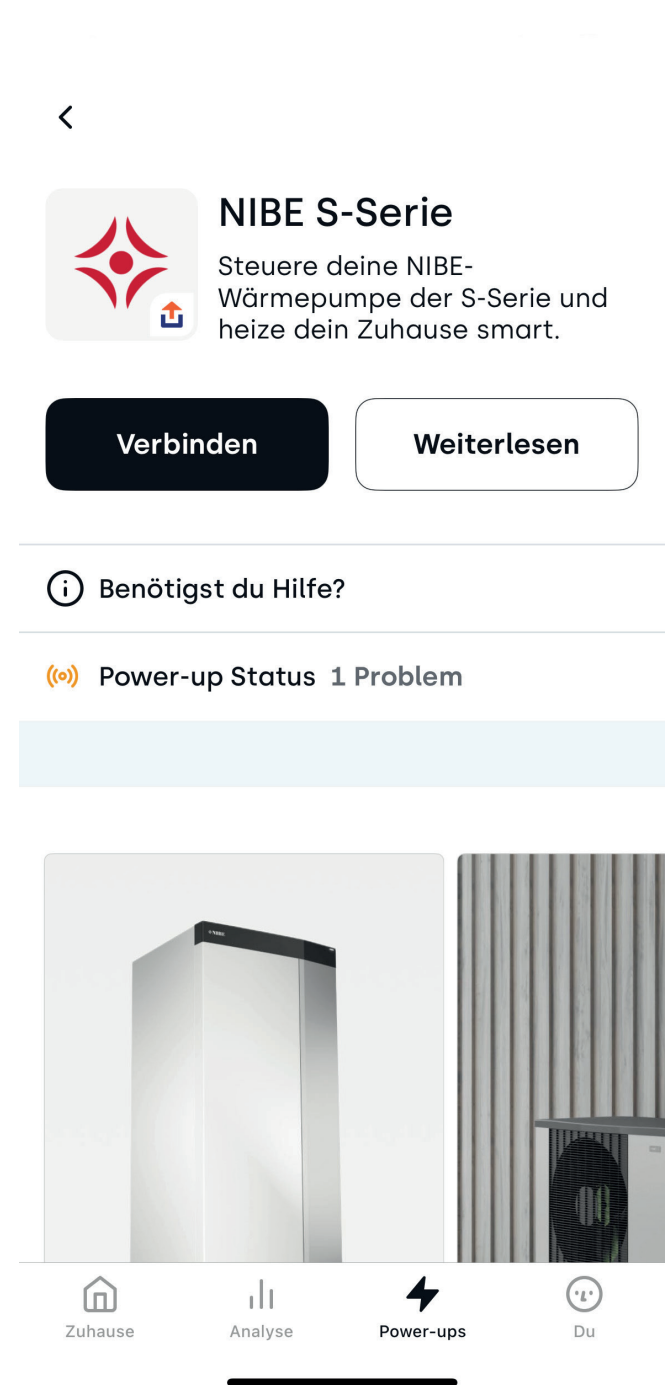 NIBE S-Serie
Steuere deine NIBE-
Wärmepumpe der S-Serie und
heize dein Zuhause smart.
Verbinden
Weiterlesen
Benötigst du Hilfe?
Power-up Status 1 Problem
NIBE
Zuhause
Analyse
Power-ups
Du